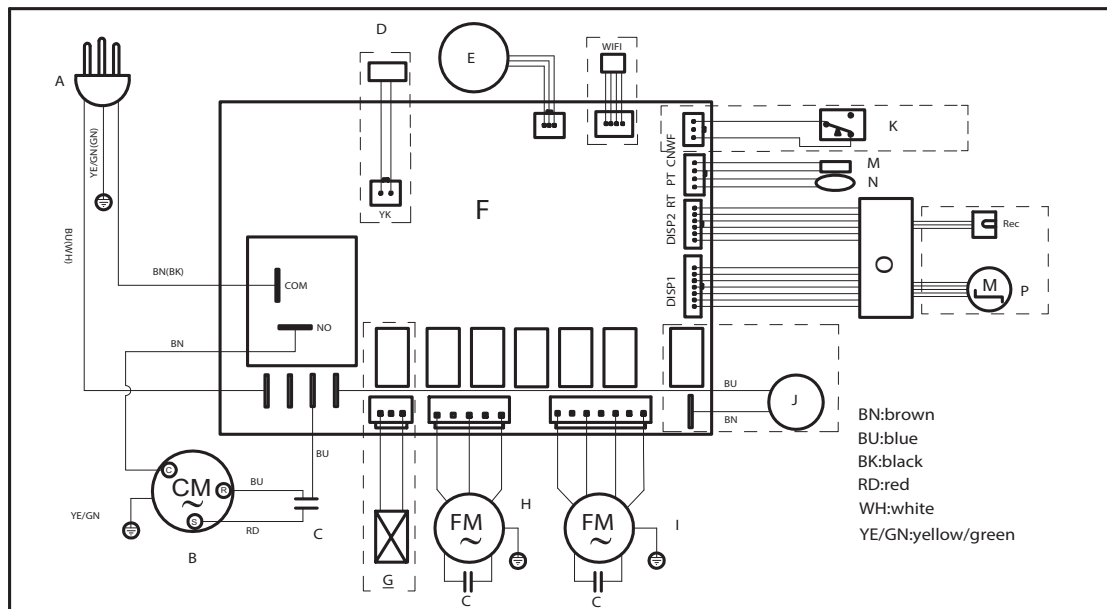 A
D
E
WIFI
K
CNWF
M
PT
N
RT
F
YK
DISP2
Rec
O
DISP1
M
P
YE/GN(GN)
BU(WH)
BN(BK)
COM
NO
BN
BU
J
BN
BU
C
CM
~
R
S
BU
RD
YE/GN
B
C
G
FM
~
H
C
FM
~
I
C
BN:brown
BU:blue
BK:black
RD:red
WH:white
YE/GN:yellow/green